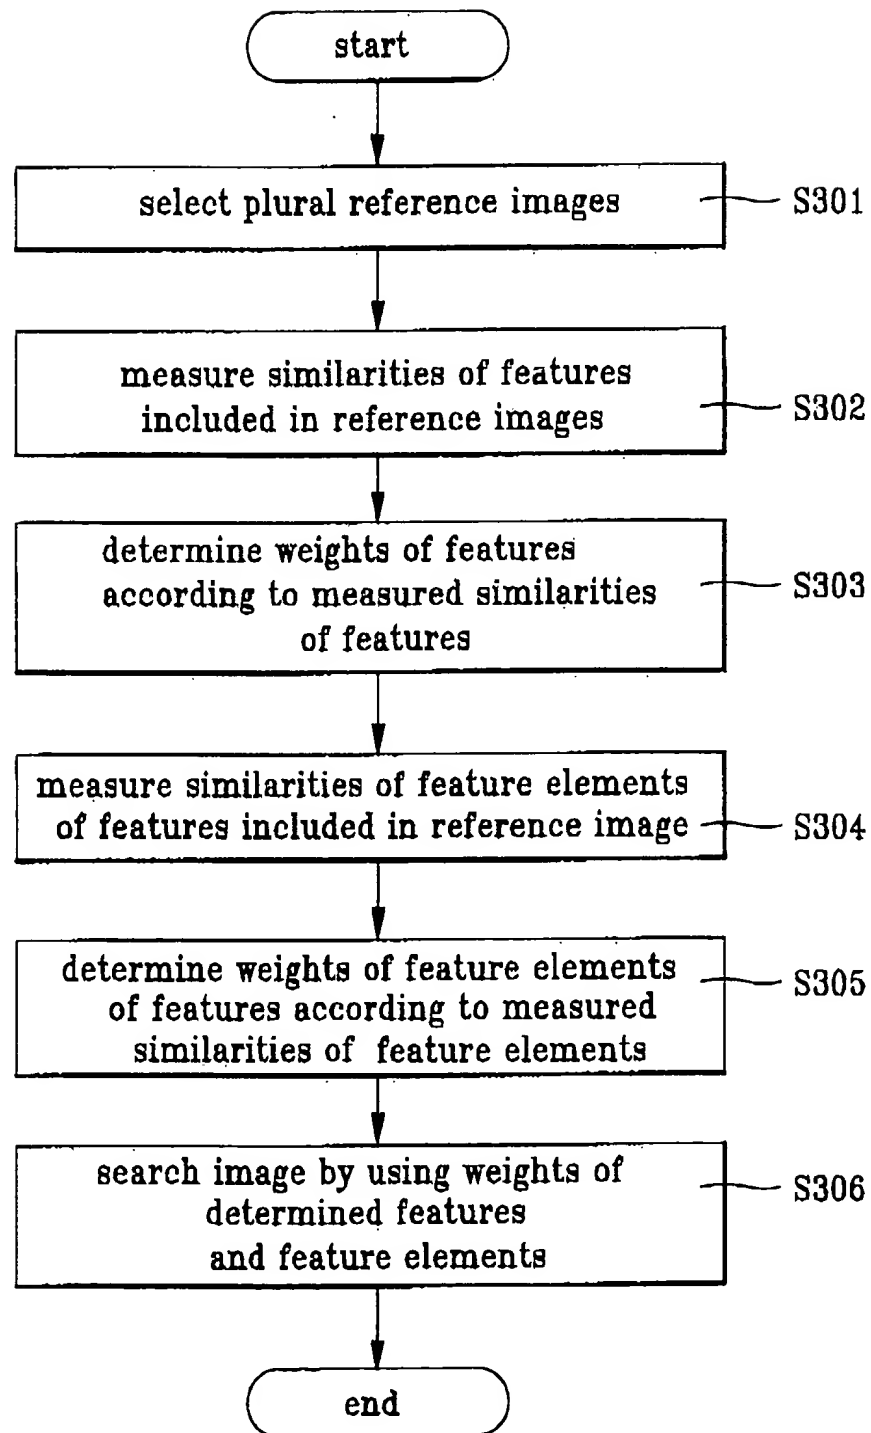 start
select plural reference images
S301
measure similarities of features
included in reference images
S302
determine weights of features
according to measured similarities
of features
S303
measure similarities of feature elements
of features included in reference image
S304
determine weights of feature elements
of features according to measured
similarities of feature elements
S305
search image by using weights of
determined features
and feature elements
S306
end